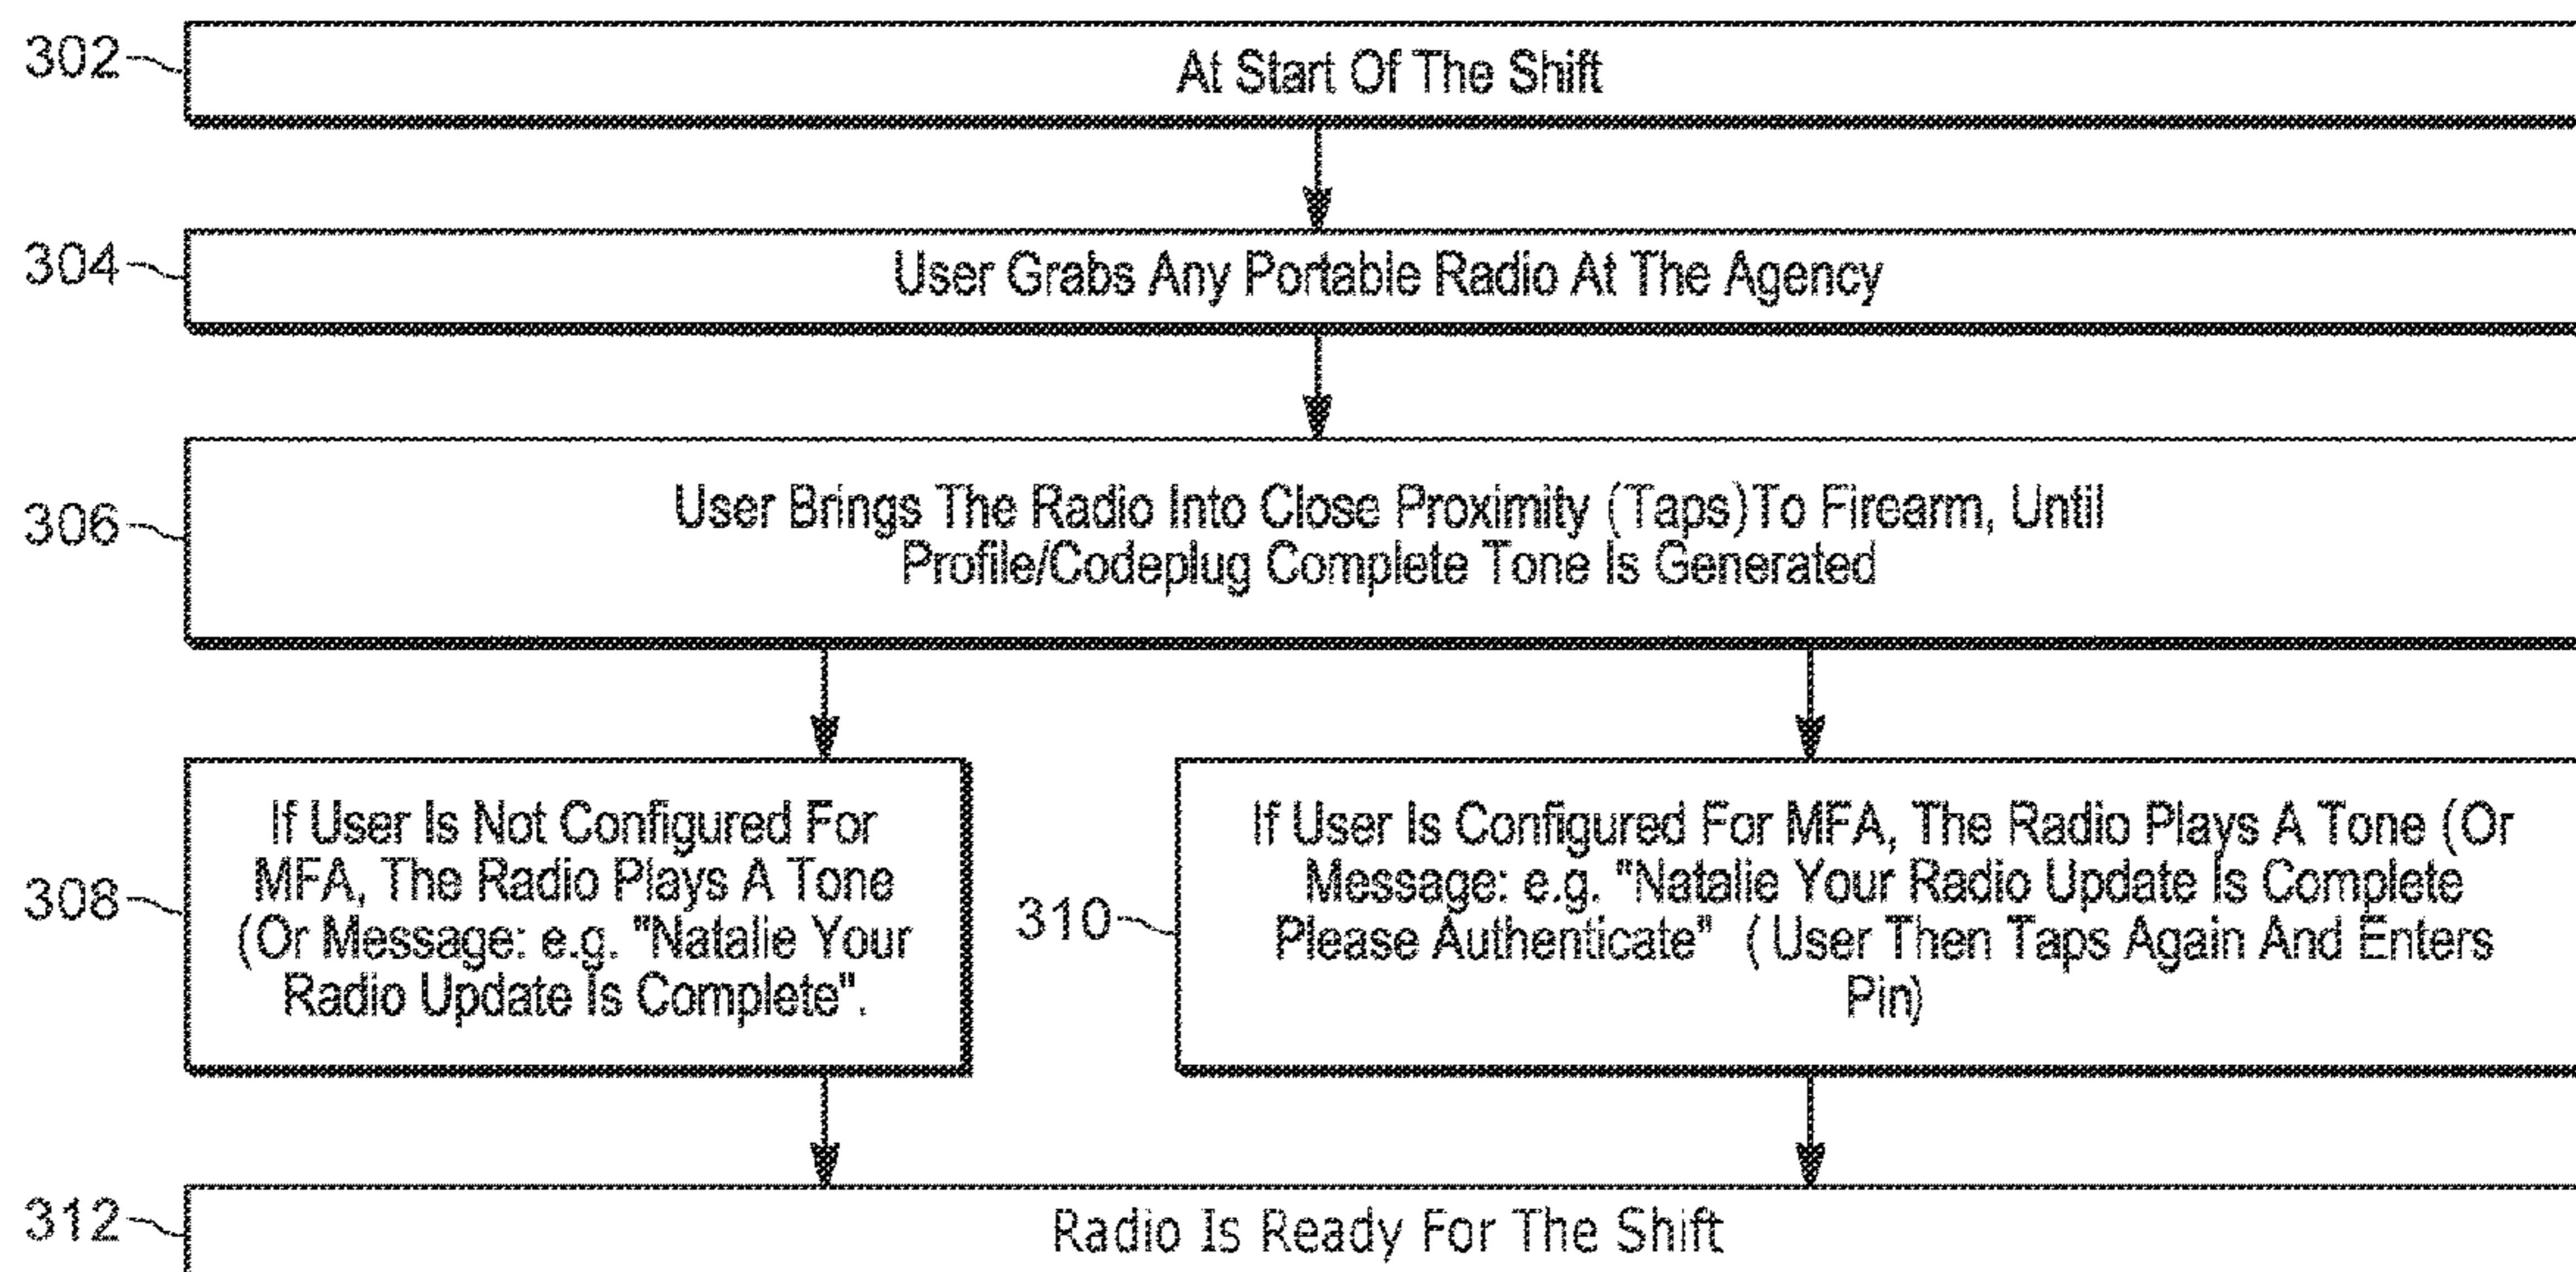 302
At Start Of The Shift
304
User Grabs Any Portable Radio At The Agency
306
User Brings The Radio Into Close Proximity (Taps)To Firearm, Until
Profile/Codeplug Complete Tone Is Generated
308
If User Is Not Configured For
MFA, The Radio Plays A Tone
(Or Message: e.g. "Natalie Your
Radio Update Is Complete".
310
If User Is Configured For MFA, The Radio Plays A Tone (Or
Message: e.g. "Natalie Your Radio Update Is Complete
Please Authenticate" ( User Then Taps Again And Enters
Pin)
312
Radio Is Ready For The Shift